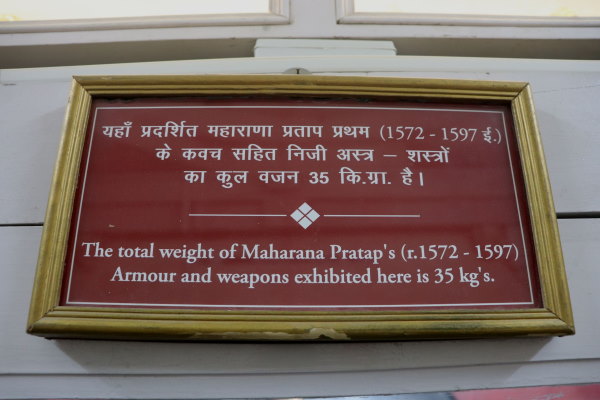 यहाँ प्रदर्शित महाराणा प्रताप प्रथम (1572 - 1597 ई.)
के कवच सहित निजी अस्त्र – शस्त्रों
का कुल वजन 35 कि.ग्रा. है।
The total weight of Maharana Pratap's (r.1572 - 1597)
Armour and weapons exhibited here is 35 kg's.